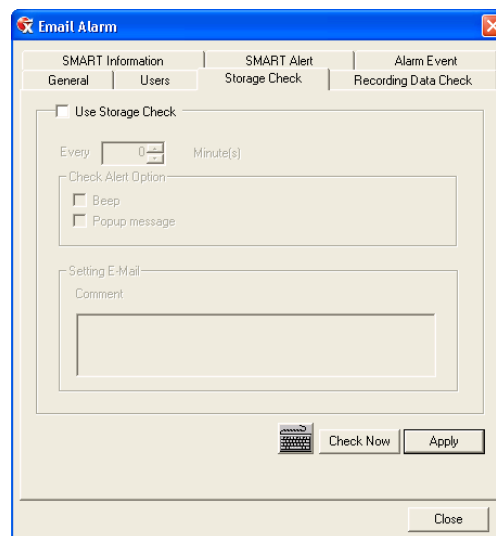 Email Alarm
SMART Information SMART Alert Alarm Event
General Users Storage Check Recording Data Check
Use Storage Check
Every 0 Minute(s)
Check Alert Option
Beep
Popup message
Setting E-Mail
Comment
Check Now Apply
Close